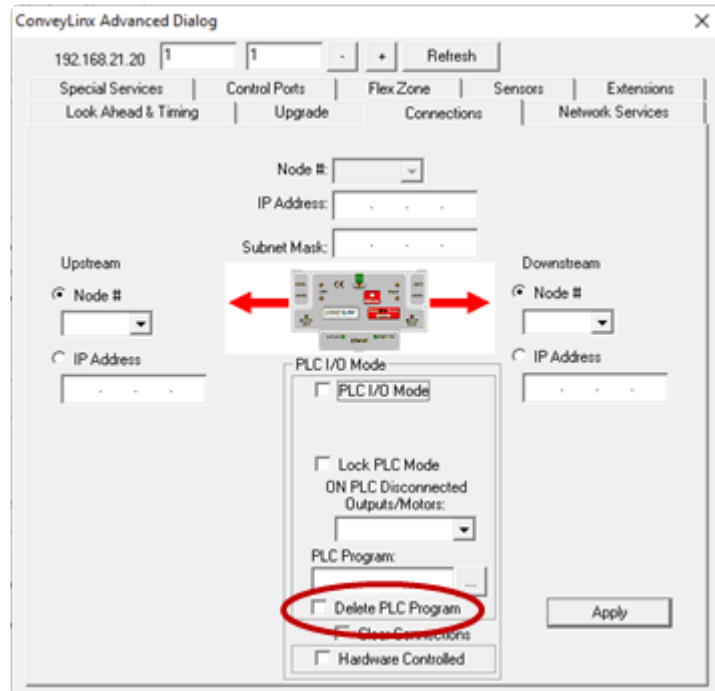 ConveyLinx Advanced Dialog
192.168.21.20 1 1 - + Refresh
Special Services Control Ports Flex Zone Sensors Extensions
Look Ahead & Timing Upgrade Connections Network Services
Node #:
IP Address:
Subnet Mask:
Upstream Downstream
Node # Node #
IP Address IP Address
PLC I/O Mode
PLC I/O Mode
Lock PLC Mode
ON PLC Disconnected
Outputs/Motors:
PLC Program:
...
Delete PLC Program
Apply
Clear Connections
Hardware Controlled